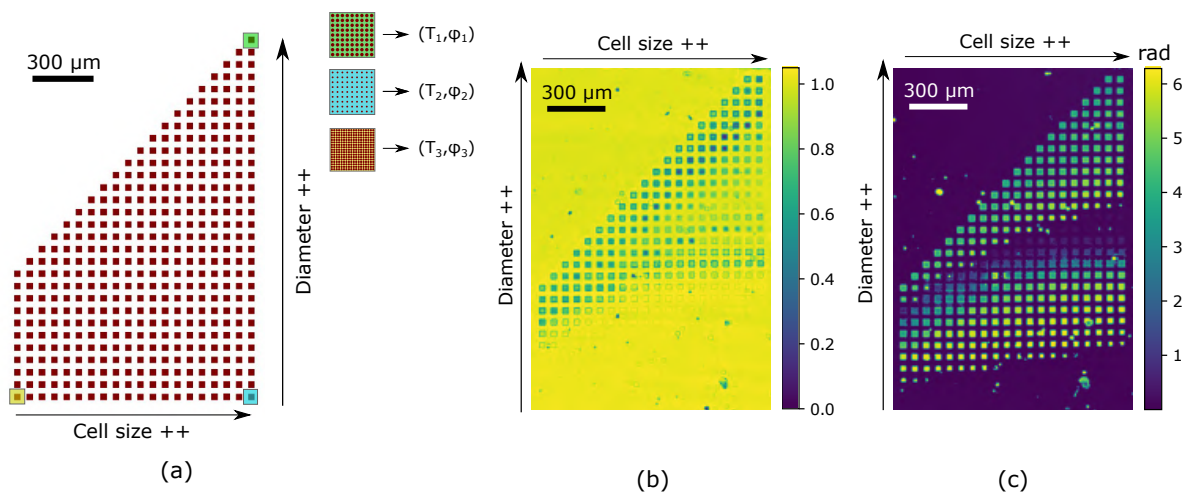 300 μm
Diameter ++
Cell size ++
(a)
(T₁,φ₁)
(T₂,φ₂)
(T₃,φ₃)
Cell size ++
Diameter ++
300 μm
1.0
0.8
0.6
0.4
0.2
0.0
(b)
Cell size ++
rad
Diameter ++
300 μm
6
5
4
3
2
1
(c)